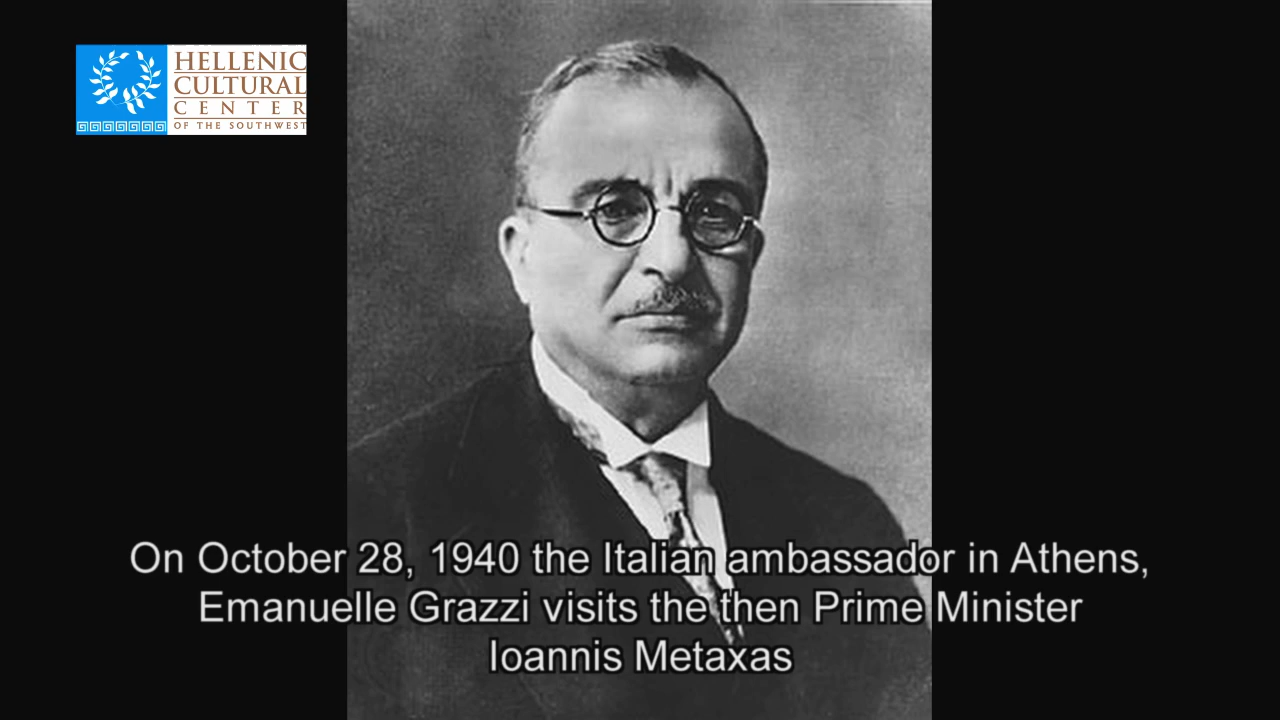 HELLENIC
CULTURAL
CENTER
OF THE SOUTHWEST
On October 28, 1940 the Italian ambassador in Athens,
Emanuelle Grazzi visits the then Prime Minister
Ioannis Metaxas